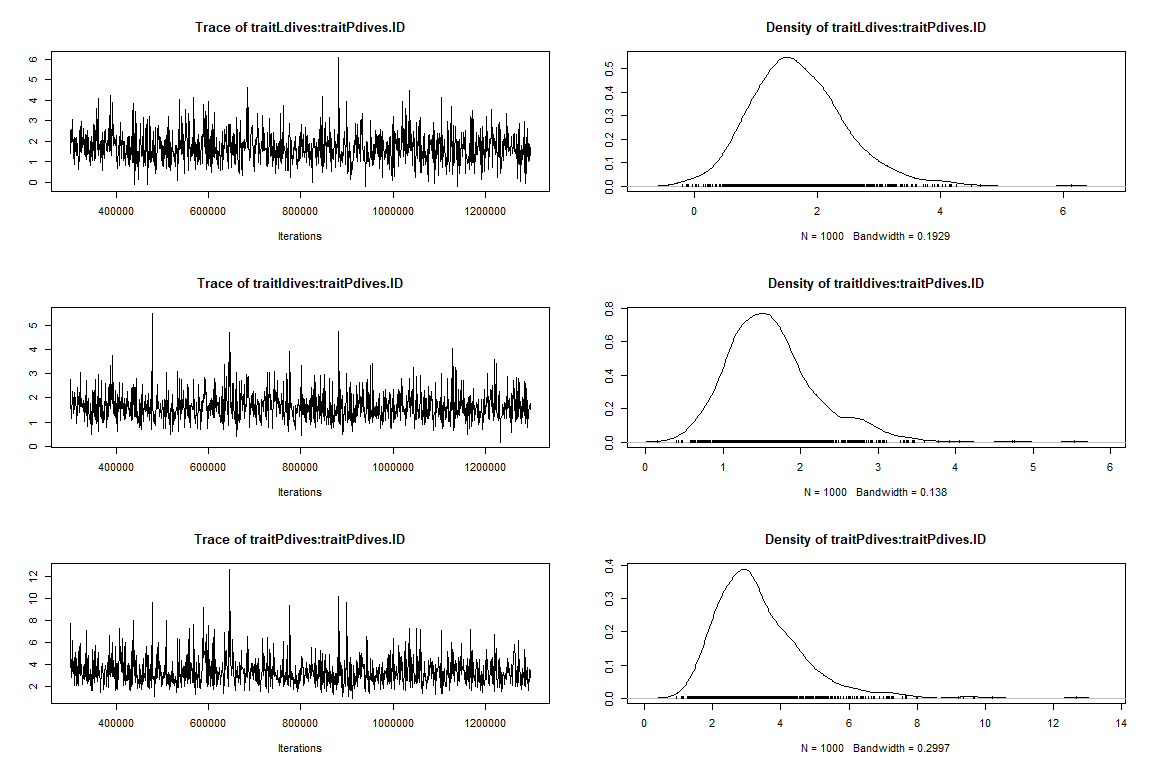 Trace of traitLdives:traitPdives.ID
0 1 2 3 4 5 6
400000 600000 800000 1000000 1200000
Iterations
Density of traitLdives:traitPdives.ID
0.0 0.1 0.2 0.3 0.4 0.5
0 2 4 6
N = 1000 Bandwidth = 0.1929
Trace of traitIdives:traitPdives.ID
0 1 2 3 4 5
400000 600000 800000 1000000 1200000
Iterations
Density of traitIdives:traitPdives.ID
0.0 0.2 0.4 0.6 0.8
0 1 2 3 4 5 6
N = 1000 Bandwidth = 0.138
Trace of traitPdives:traitPdives.ID
2 4 6 8 10 12
400000 600000 800000 1000000 1200000
Iterations
Density of traitPdives:traitPdives.ID
0.0 0.1 0.2 0.3 0.4
0 2 4 6 8 10 12 14
N = 1000 Bandwidth = 0.2997